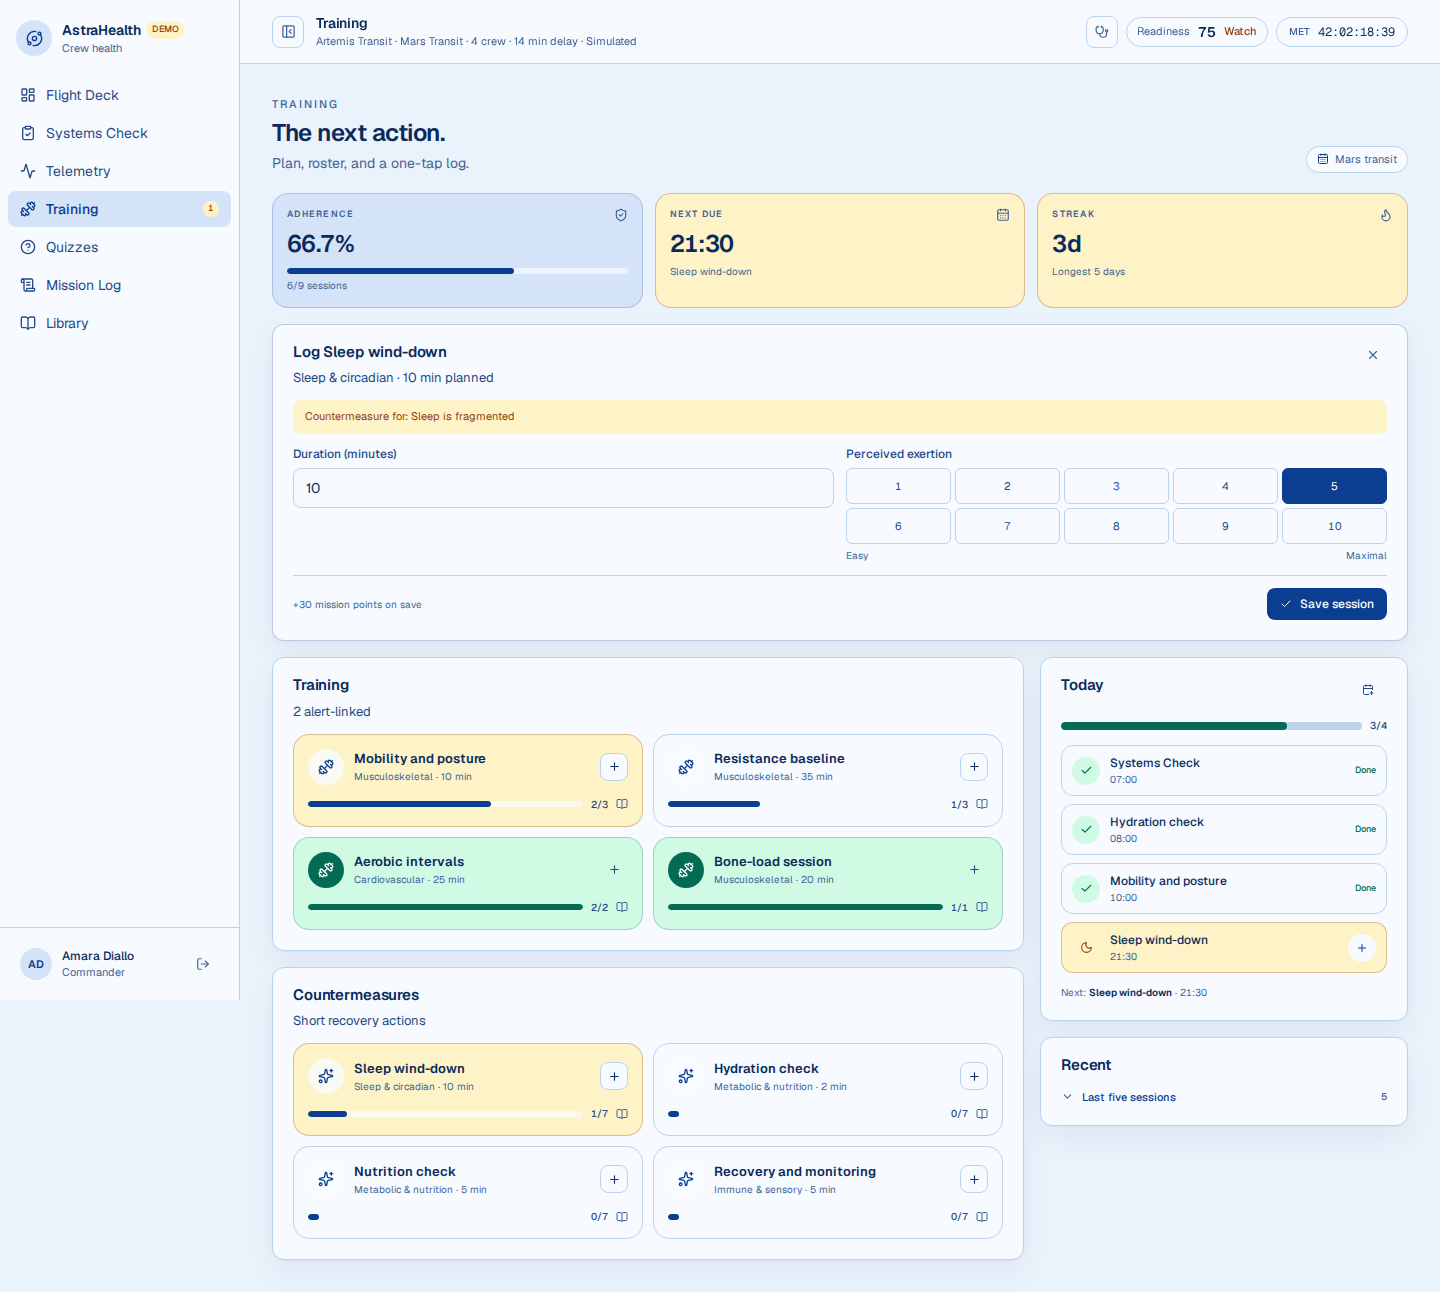 AstraHealth DEMO
Crew health
Flight Deck
Systems Check
Telemetry
Training 1
Quizzes
Mission Log
Library
AD Amara Diallo
Commander
Training
Artemis Transit · Mars Transit · 4 crew · 14 min delay · Simulated
Readiness 75 Watch
MET 42:02:18:39
TRAINING
The next action.
Plan, roster, and a one-tap log.
Mars transit
ADHERENCE
66.7%
6/9 sessions
NEXT DUE
21:30
Sleep wind-down
STREAK
3d
Longest 5 days
Log Sleep wind-down
Sleep & circadian · 10 min planned
Countermeasure for: Sleep is fragmented
Duration (minutes)
10
Perceived exertion
1 2 3 4 5
6 7 8 9 10
Easy Maximal
+30 mission points on save
Save session
Training
2 alert-linked
Mobility and posture
Musculoskeletal · 10 min
2/3
Resistance baseline
Musculoskeletal · 35 min
1/3
Aerobic intervals
Cardiovascular · 25 min
2/2
Bone-load session
Musculoskeletal · 20 min
1/1
Countermeasures
Short recovery actions
Sleep wind-down
Sleep & circadian · 10 min
1/7
Hydration check
Metabolic & nutrition · 2 min
0/7
Nutrition check
Metabolic & nutrition · 5 min
0/7
Recovery and monitoring
Immune & sensory · 5 min
0/7
Today
3/4
Systems Check
07:00
Done
Hydration check
08:00
Done
Mobility and posture
10:00
Done
Sleep wind-down
21:30
Next: Sleep wind-down · 21:30
Recent
Last five sessions 5